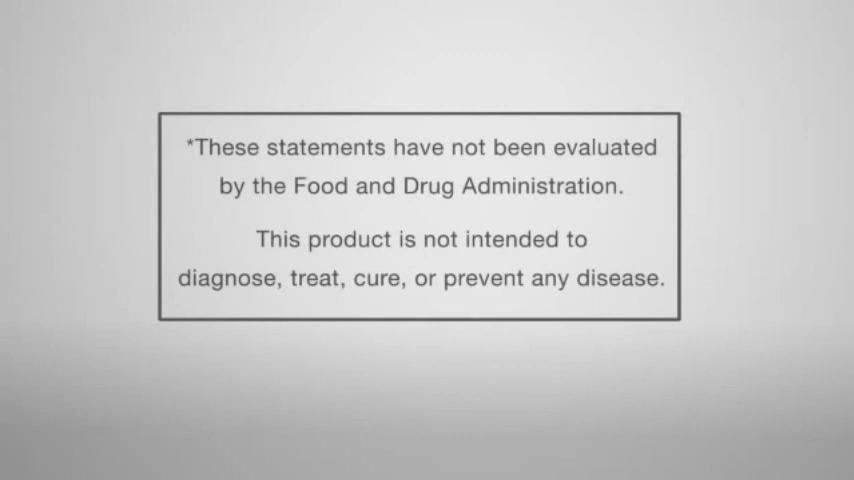 *These statements have not been evaluated
by the Food and Drug Administration.
This product is not intended to
diagnose, treat, cure, or prevent any disease.